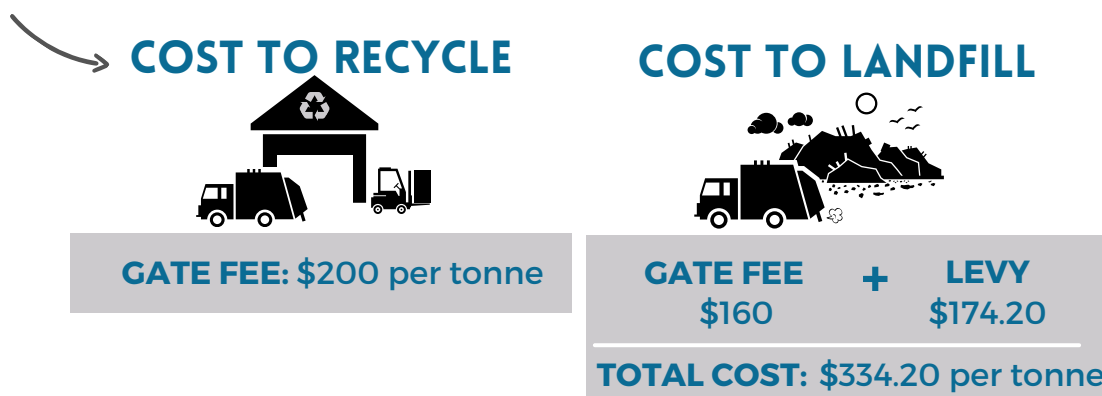 COST TO RECYCLE
GATE FEE: $200 per tonne
COST TO LANDFILL
GATE FEE + LEVY
$160 $174.20
TOTAL COST: $334.20 per tonne